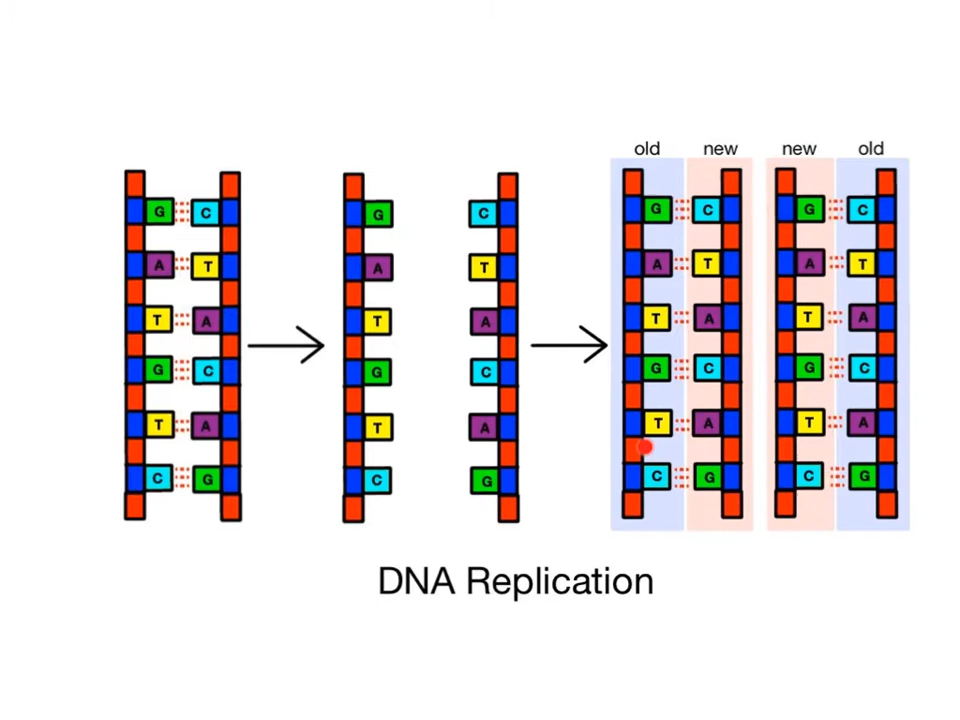 old new new old
G C G C G C G C
A T A T A T A T
T A T A T A T A
G C G C G C G C
T A T A T A T A
C G C G C G C G
DNA Replication